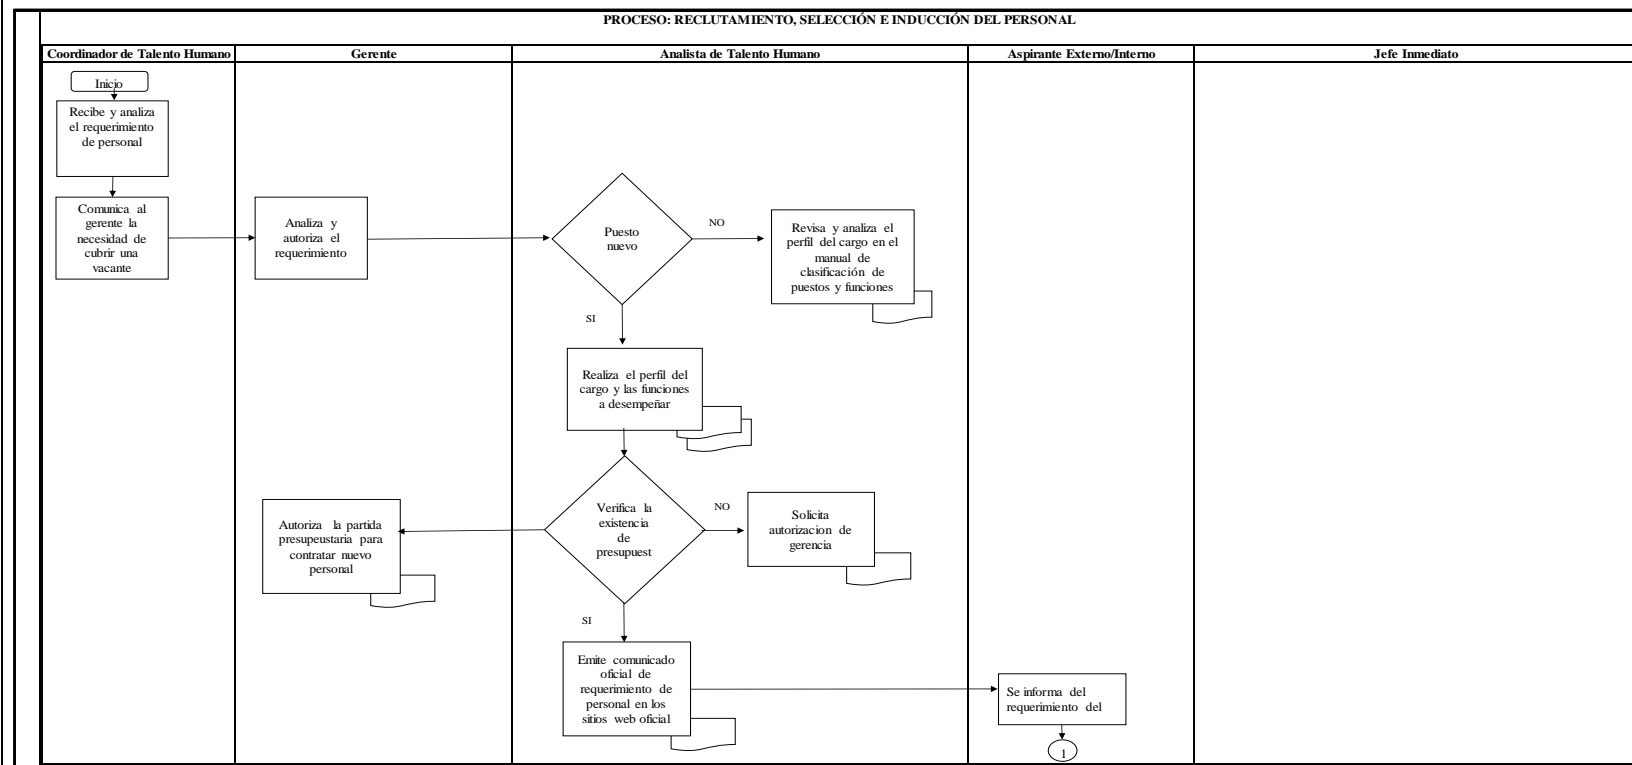 PROCESO: RECLUTAMIENTO, SELECCIÓN E INDUCCIÓN DEL PERSONAL
Coordinador de Talento Humano
Gerente
Analista de Talento Humano
Aspirante Externo/Interno
Jefe Inmediato
Inicio
Recibe y analiza
el requerimiento
de personal
Comunica al
gerente la
necesidad de
cubrir una
vacante
Analiza y
autoriza el
requerimiento
Puesto
nuevo
NO
Revisa y analiza el
perfil del cargo en el
manual de
clasificación de
puestos y funciones
SI
Realiza el perfil del
cargo y las funciones
a desempeñar
Autoriza la partida
presupeustaria para
contratar nuevo
personal
Verifica la
existencia
de
presupuest
NO
Solicita
autorizacion de
gerencia
SI
Emite comunicado
oficial de
requerimiento de
personal en los
sitios web oficial
Se informa del
requerimiento del
1